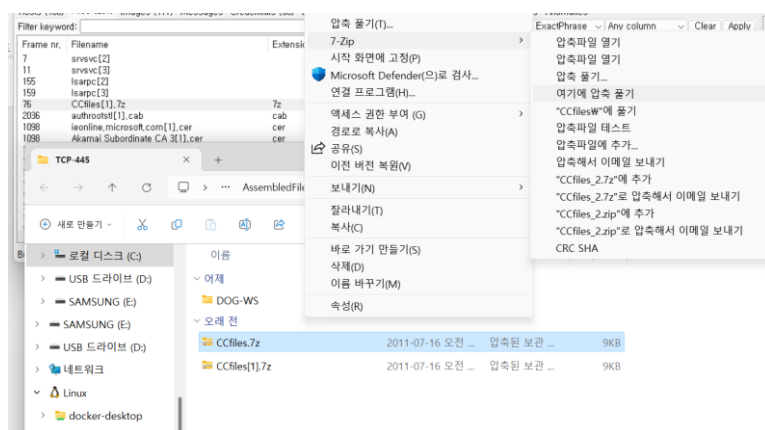 Filter keyword:
ExactPhrase Any column Clear Apply
Frame nr. Filename Extensi
7 srvsvc[2]
11 srvsvc[3]
155 lsarpc[2]
159 lsarpc[3]
76 CCfiles[1].7z 7z
2036 authrootstl[1].cab cab
1098 ieonline.microsoft.com[1].cer cer
1098 Akamai Subordinate CA 3[1].cer cer
압축 풀기(T)...
7-Zip
시작 화면에 고정(P)
Microsoft Defender(으)로 검사...
연결 프로그램(H)...
액세스 권한 부여 (G)
경로로 복사(A)
공유(S)
이전 버전 복원(V)
보내기(N)
잘라내기(T)
복사(C)
바로 가기 만들기(S)
삭제(D)
이름 바꾸기(M)
속성(R)
압축파일 열기
압축파일 열기
압축 풀기...
여기에 압축 풀기
"CCfiles₩"에 풀기
압축파일 테스트
압축파일에 추가...
압축해서 이메일 보내기
"CCfiles_2.7z"에 추가
"CCfiles_2.7z"로 압축해서 이메일 보내기
"CCfiles_2.zip"에 추가
"CCfiles_2.zip"로 압축해서 이메일 보내기
CRC SHA
TCP-445
AssembledFile
새로 만들기
로컬 디스크 (C:)
USB 드라이브 (D:)
SAMSUNG (E:)
SAMSUNG (E:)
USB 드라이브 (D:)
네트워크
Linux
docker-desktop
이름
어제
DOG-WS
오래 전
CCfiles.7z 2011-07-16 오전 ... 압축된 보관 ... 9KB
CCfiles[1].7z 2011-07-16 오전 ... 압축된 보관 ... 9KB